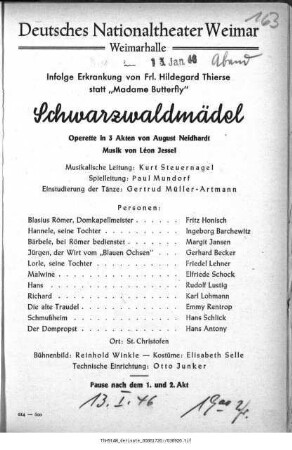 163
Deutsches Nationaltheater Weimar
Weimarhalle
13 Jan 46 Abend
Infolge Erkrankung von Frl. Hildegard Thierse
statt „Madame Butterfly"
Schwarzwaldmädel
Operette in 3 Akten von August Neidhardt
Musik von Léon Jessel
Musikalische Leitung: Kurt Steuernagel
Spielleitung: Paul Mundorf
Einstudierung der Tänze: Gertrud Müller-Artmann
Personen:
Blasius Römer, Domkapellmeister . . . . . . Fritz Honisch
Hannele, seine Tochter . . . . . . Ingeborg Barchewitz
Bärbele, bei Römer bedienstet . . . . . . Margit Jansen
Jürgen, der Wirt vom „Blauen Ochsen" . . . Gerhard Becker
Lorle, seine Tochter . . . . . . Friedel Lehner
Malwine . . . . . . Elfriede Schock
Hans . . . . . . Rudolf Lustig
Richard . . . . . . Karl Lohmann
Die alte Traudel . . . . . . Emmy Rentrop
Schmußheim . . . . . . Hans Schlick
Der Dompropst . . . . . . Hans Antony
Ort: St. Christofen
Bühnenbild: Reinhold Winkle — Kostüme: Elisabeth Selle
Technische Einrichtung: Otto Junker
Pause nach dem 1. und 2. Akt
13. I. 46